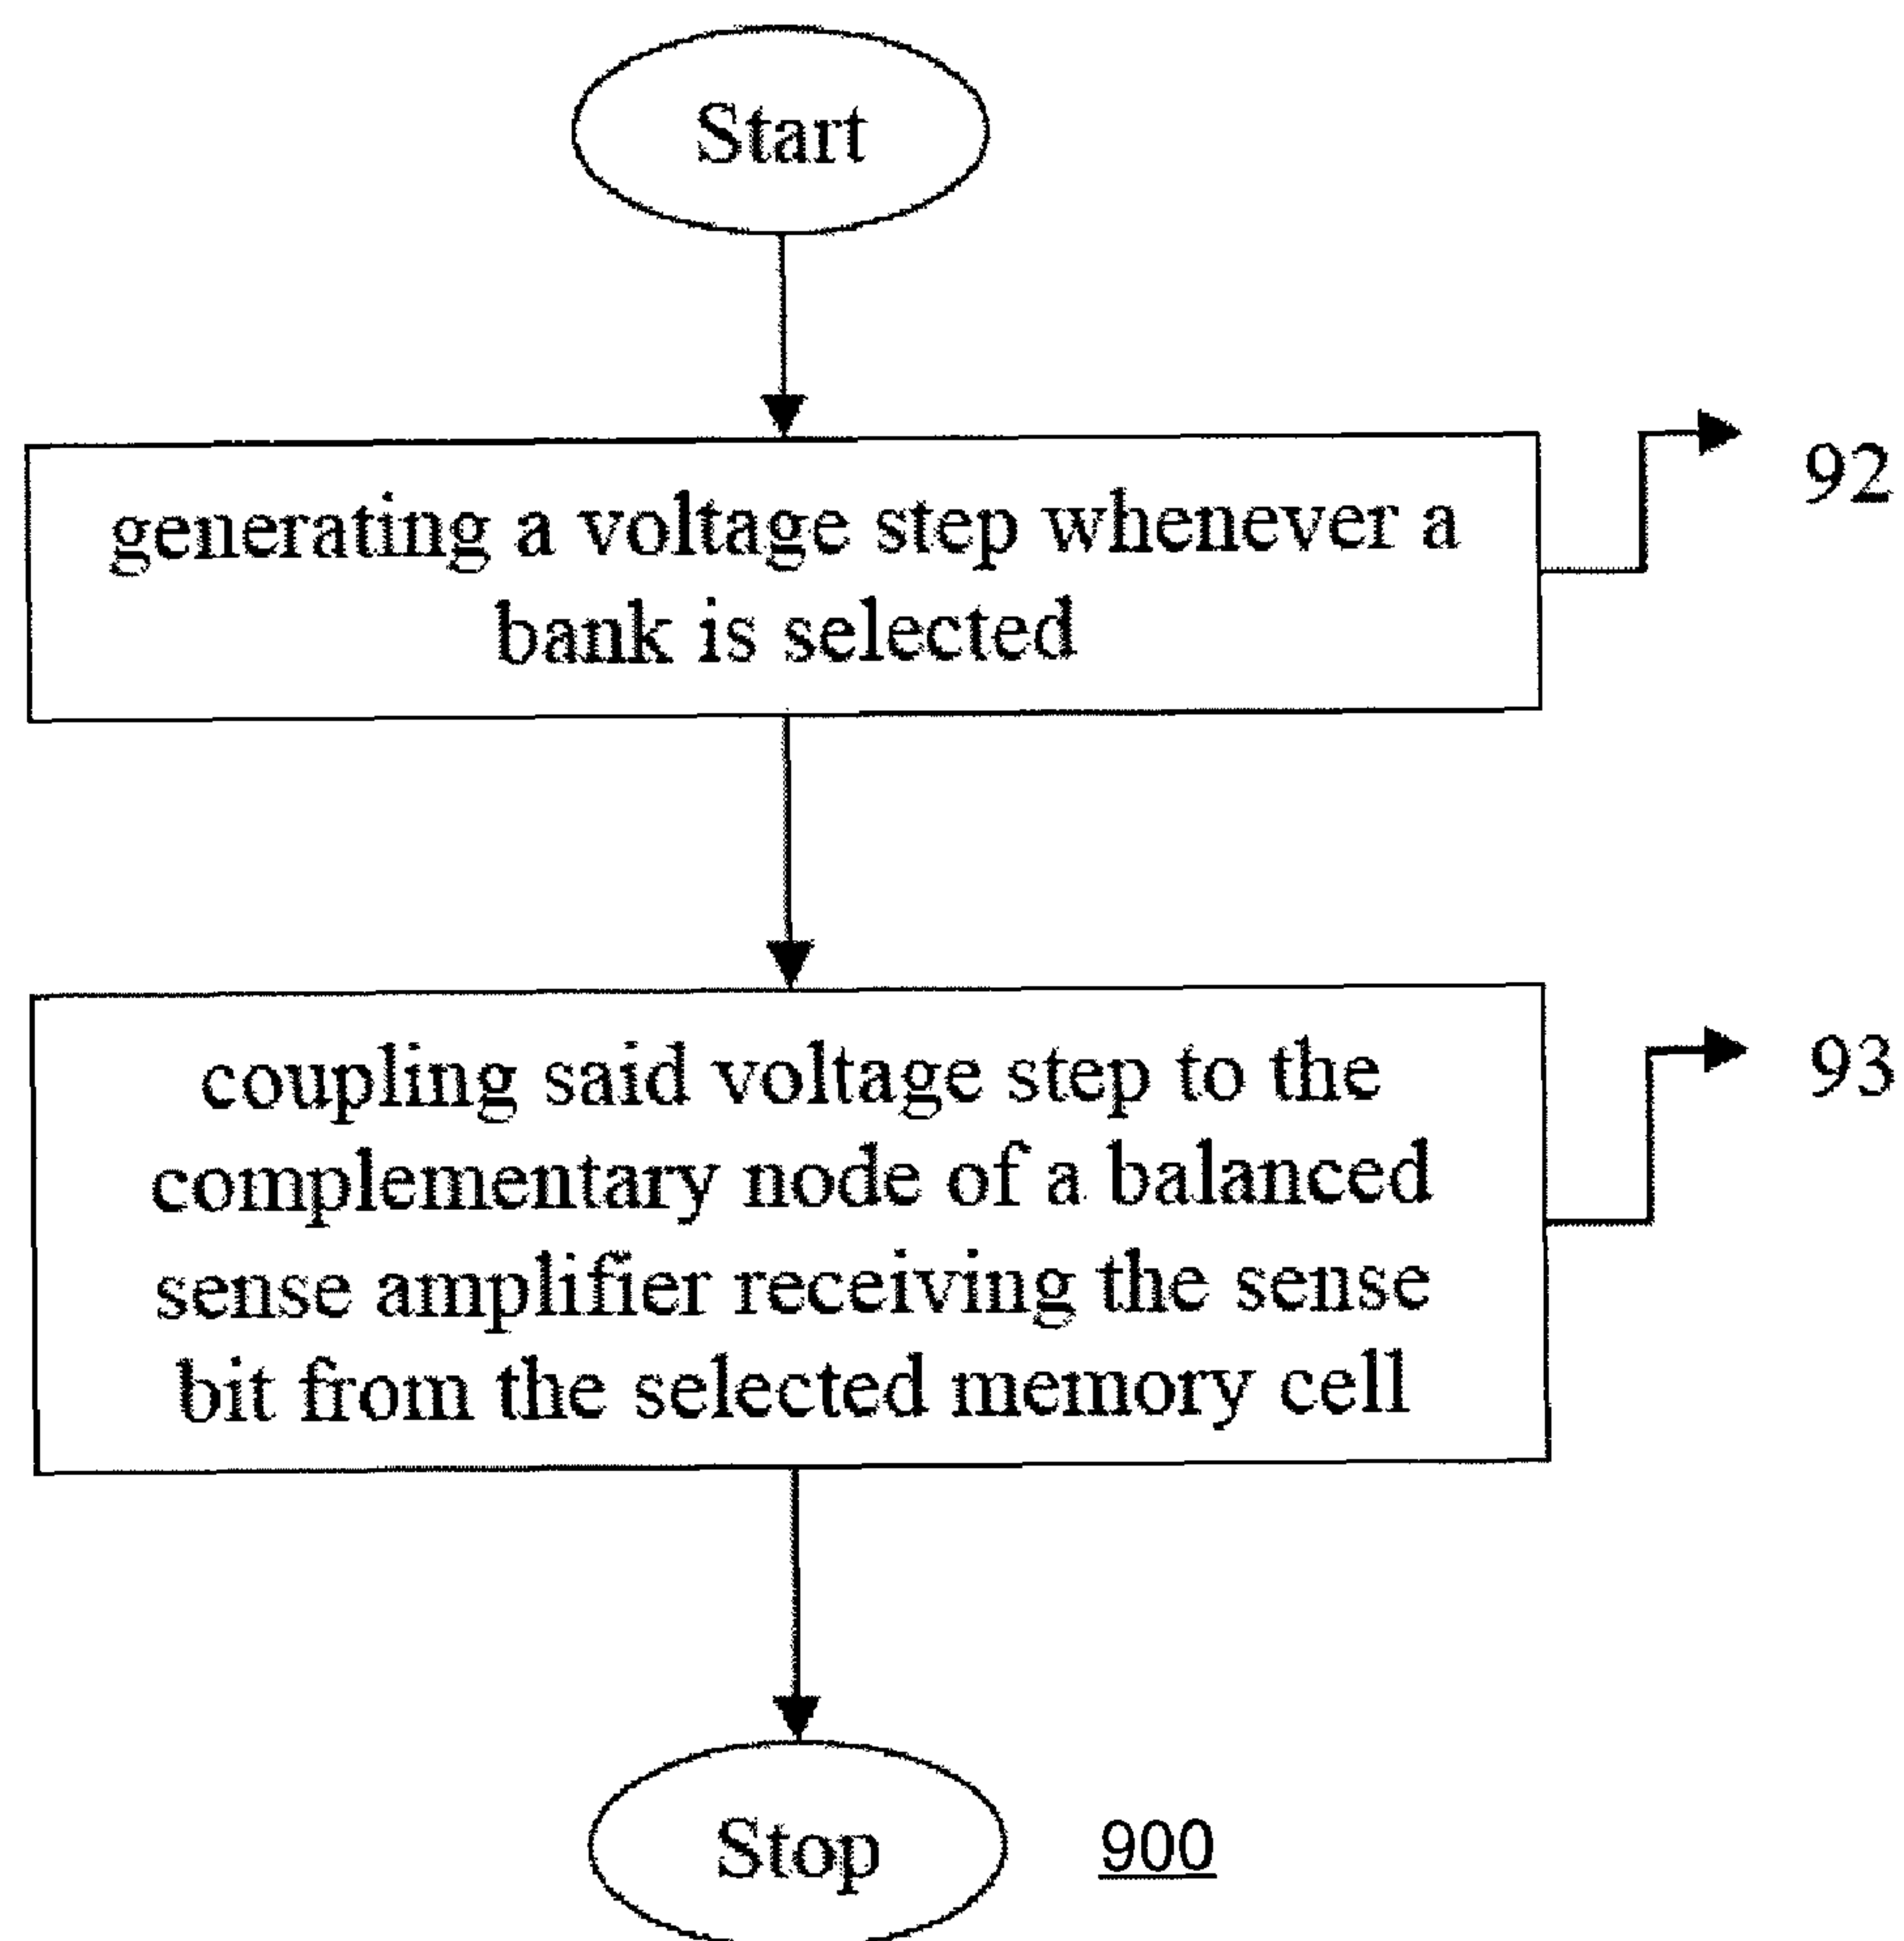 Start
generating a voltage step whenever a
bank is selected
92
coupling said voltage step to the
complementary node of a balanced
sense amplifier receiving the sense
bit from the selected memory cell
93
Stop
900